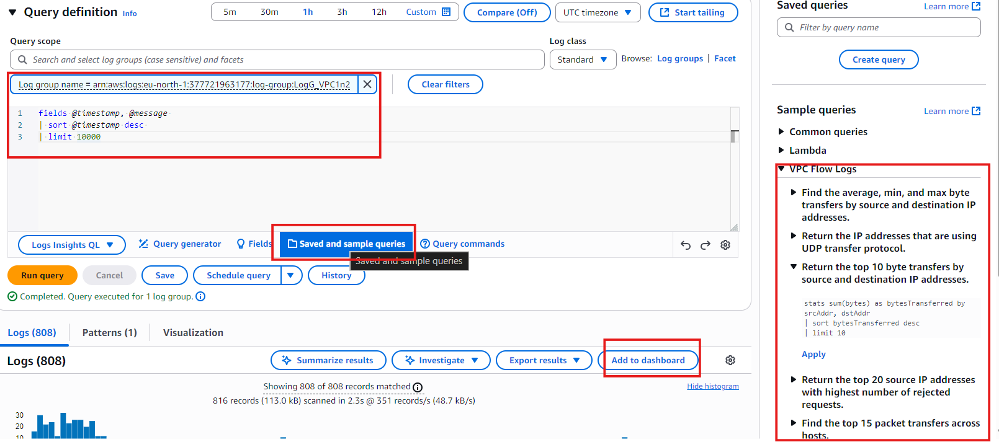 Query definition Info
5m 30m 1h 3h 12h Custom
Compare (Off)
UTC timezone
Start tailing
Query scope
Search and select log groups (case sensitive) and facets
Log class
Standard
Browse: Log groups | Facet
Log group name = arn:aws:logs:eu-north-1:377721963177:log-group:LogG_VPC1n2
Clear filters
1 fields @timestamp, @message
2 | sort @timestamp desc
3 | limit 10000
Logs Insights QL
Query generator
Fields
Saved and sample queries
Query commands
Saved and sample queries
Run query
Cancel
Save
Schedule query
History
Completed. Query executed for 1 log group.
Logs (808)
Patterns (1)
Visualization
Logs (808)
Summarize results
Investigate
Export results
Add to dashboard
Showing 808 of 808 records matched
Hide histogram
816 records (113.0 kB) scanned in 2.3s @ 351 records/s (48.7 kB/s)
30
20
10
Saved queries
Learn more
Filter by query name
Create query
Sample queries
Learn more
Common queries
Lambda
VPC Flow Logs
Find the average, min, and max byte
transfers by source and destination IP
addresses.
Return the IP addresses that are using
UDP transfer protocol.
Return the top 10 byte transfers by
source and destination IP addresses.
stats sum(bytes) as bytesTransferred by
srcAddr, dstAddr
| sort bytesTransferred desc
| limit 10
Apply
Return the top 20 source IP addresses
with highest number of rejected
requests.
Find the top 15 packet transfers across
hosts.